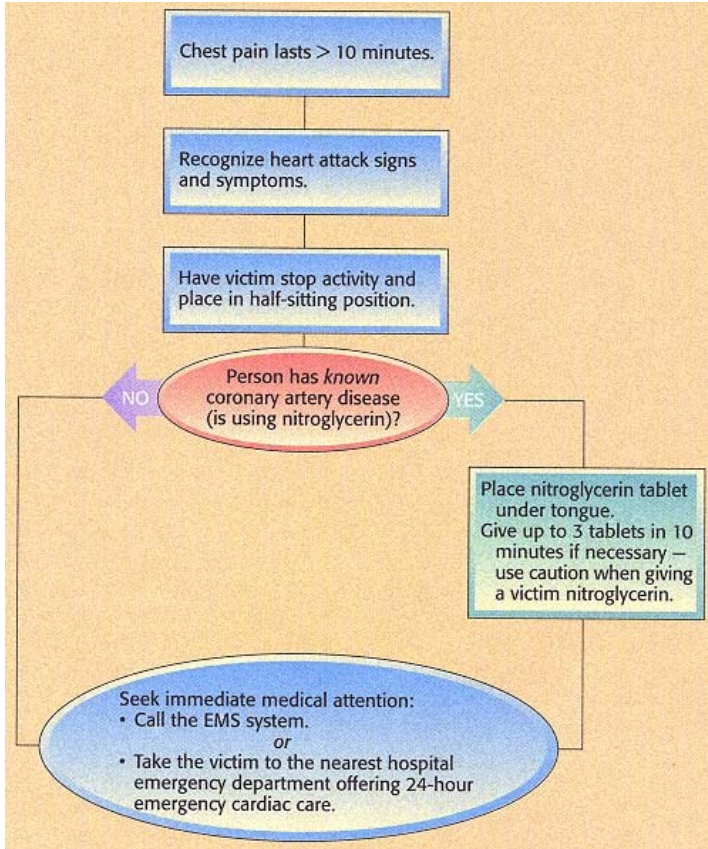 Chest pain lasts > 10 minutes.
Recognize heart attack signs
and symptoms.
Have victim stop activity and
place in half-sitting position.
Person has known
coronary artery disease
(is using nitroglycerin)?
NO
YES
Place nitroglycerin tablet
under tongue.
Give up to 3 tablets in 10
minutes if necessary —
use caution when giving
a victim nitroglycerin.
Seek immediate medical attention:
• Call the EMS system.
or
• Take the victim to the nearest hospital
emergency department offering 24-hour
emergency cardiac care.